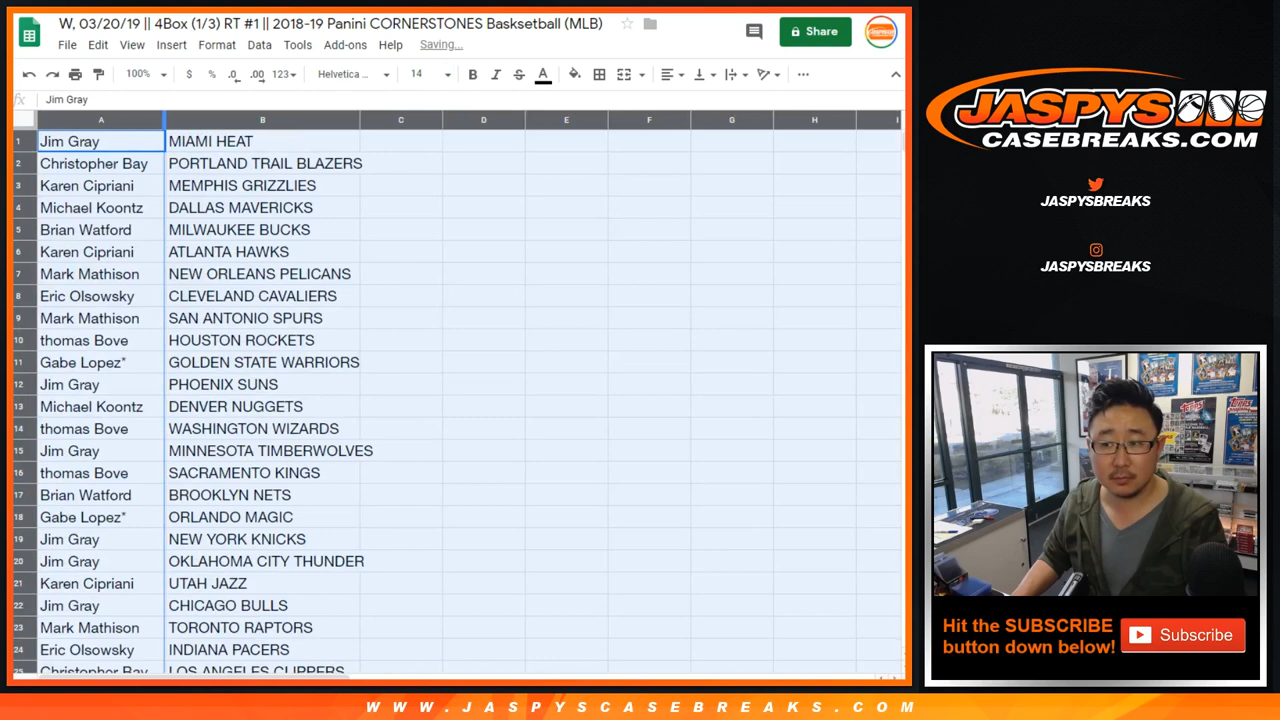 W, 03/20/19 || 4Box (1/3) RT #1 || 2018-19 Panini CORNERSTONES Basksetball (MLB)
File Edit View Insert Format Data Tools Add-ons Help Saving...
Share
100% $ % .0 .00 123 Helvetica ... 14 B I S A
fx Jim Gray
A B C D E F G H I
1 Jim Gray MIAMI HEAT
2 Christopher Bay PORTLAND TRAIL BLAZERS
3 Karen Cipriani MEMPHIS GRIZZLIES
4 Michael Koontz DALLAS MAVERICKS
5 Brian Watford MILWAUKEE BUCKS
6 Karen Cipriani ATLANTA HAWKS
7 Mark Mathison NEW ORLEANS PELICANS
8 Eric Olsowsky CLEVELAND CAVALIERS
9 Mark Mathison SAN ANTONIO SPURS
10 thomas Bove HOUSTON ROCKETS
11 Gabe Lopez* GOLDEN STATE WARRIORS
12 Jim Gray PHOENIX SUNS
13 Michael Koontz DENVER NUGGETS
14 thomas Bove WASHINGTON WIZARDS
15 Jim Gray MINNESOTA TIMBERWOLVES
16 thomas Bove SACRAMENTO KINGS
17 Brian Watford BROOKLYN NETS
18 Gabe Lopez* ORLANDO MAGIC
19 Jim Gray NEW YORK KNICKS
20 Jim Gray OKLAHOMA CITY THUNDER
21 Karen Cipriani UTAH JAZZ
22 Jim Gray CHICAGO BULLS
23 Mark Mathison TORONTO RAPTORS
24 Eric Olsowsky INDIANA PACERS
25 Christopher Bay LOS ANGELES CLIPPERS
JASPYS
CASEBREAKS.COM
JASPYSBREAKS
JASPYSBREAKS
TOPPS
Hit the SUBSCRIBE
button down below!
Subscribe
WWW.JASPYSCASEBREAKS.COM